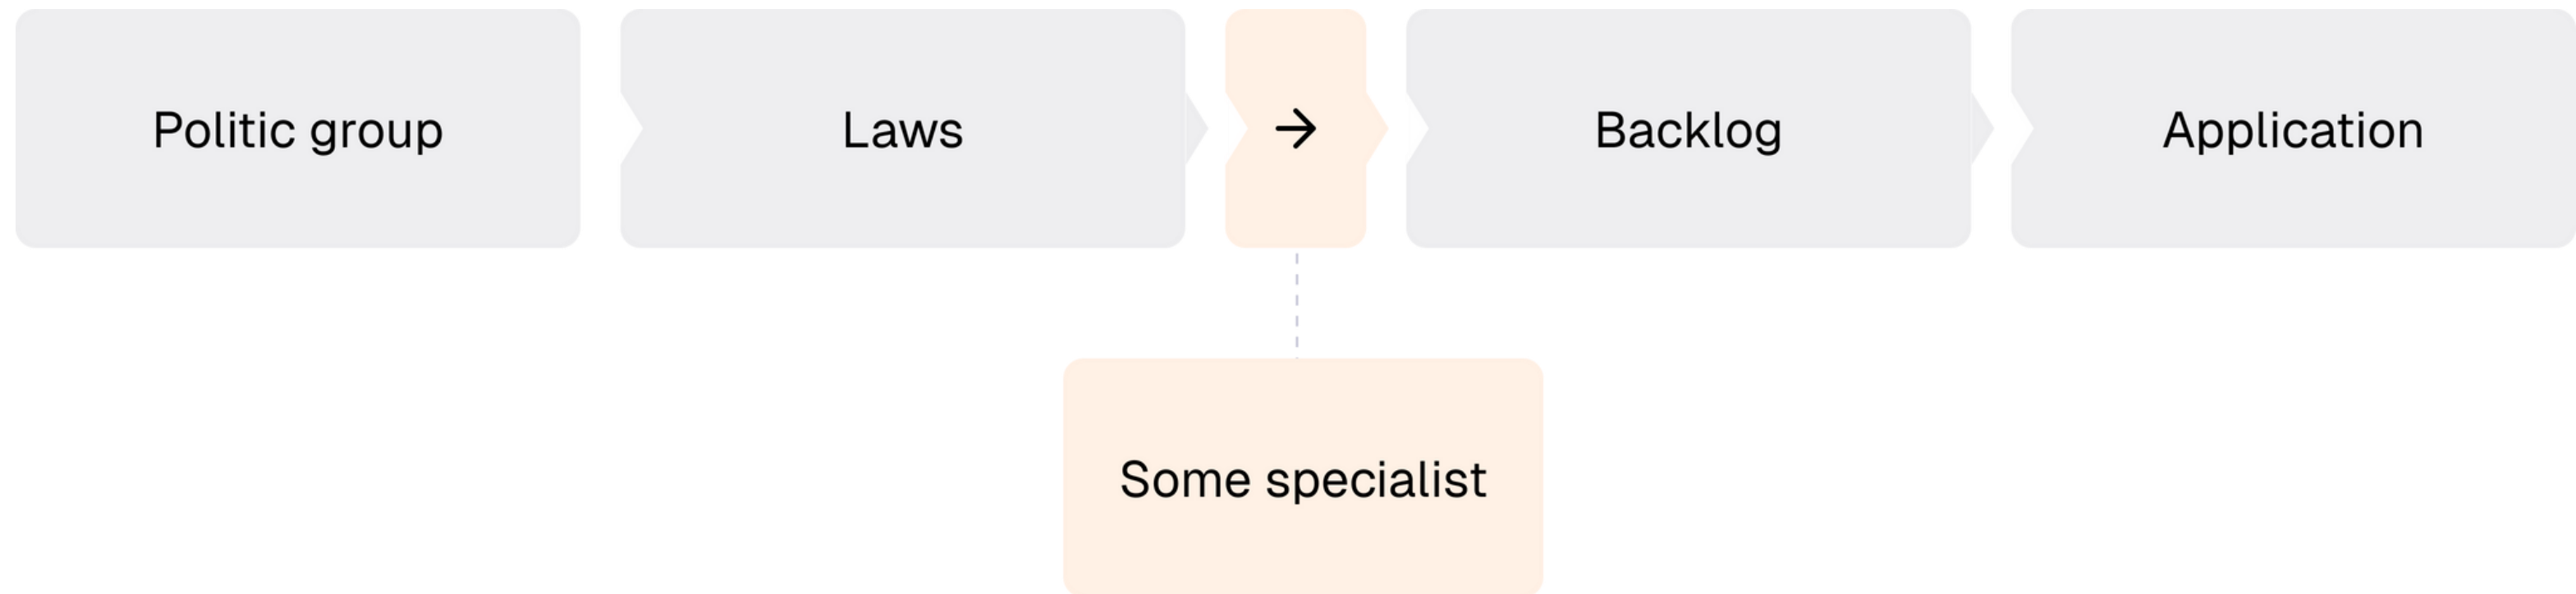 Politic group
Laws
→
Backlog
Application
Some specialist